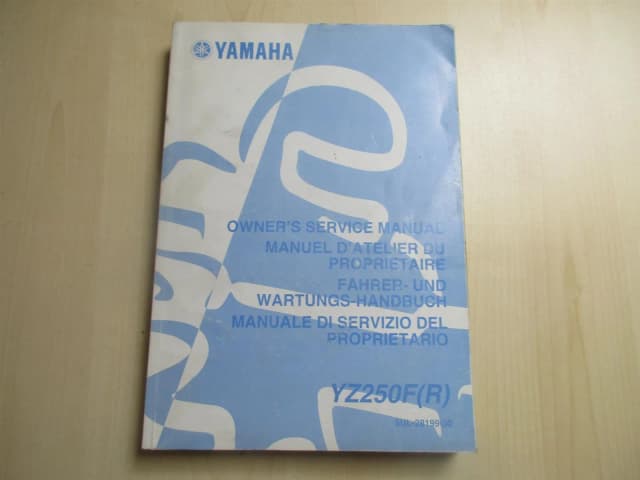 YAMAHA
OWNER'S SERVICE MANUAL
MANUEL D'ATELIER DU
PROPRIETAIRE
FAHRER- UND
WARTUNGS-HANDBUCH
MANUALE DI SERVIZIO DEL
PROPRIETARIO
YZ250F(R)